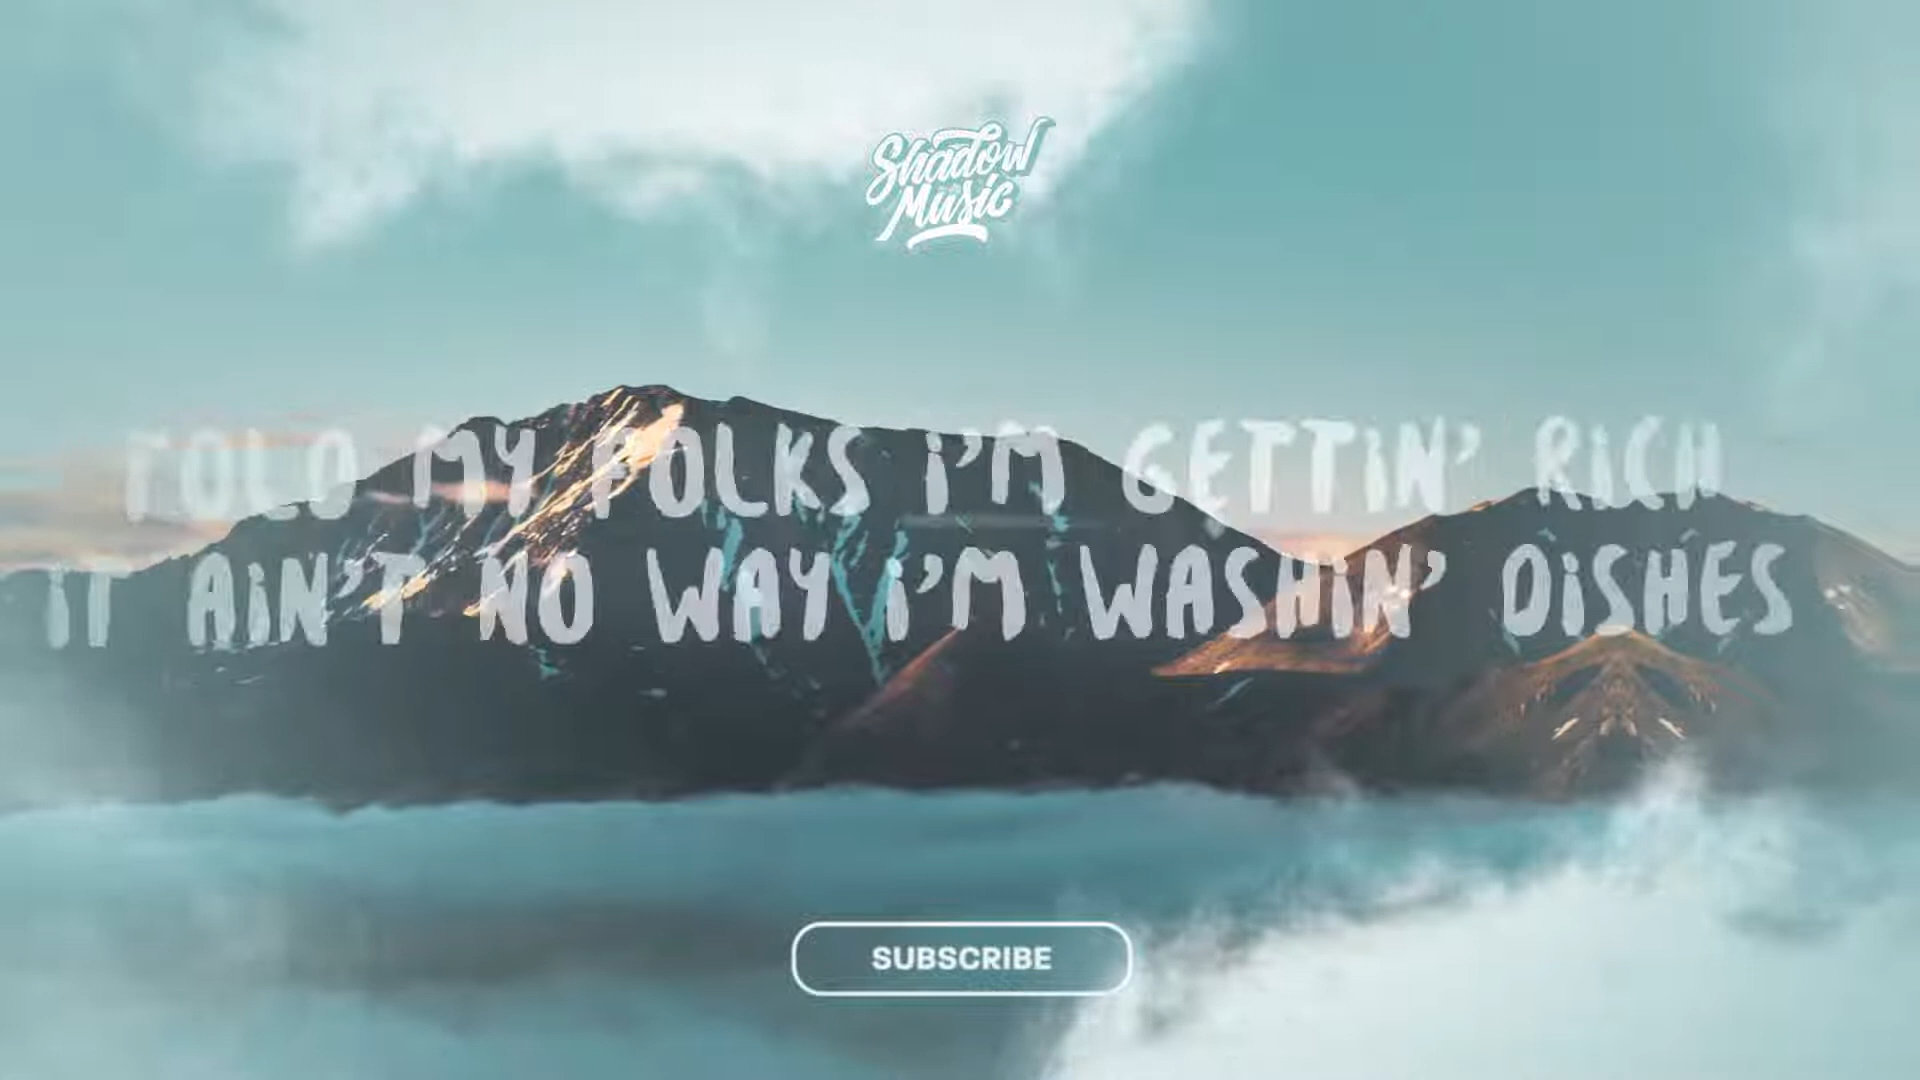 Shadow
Music
TOLD MY FOLKS i'M GETTiN' RiCH
iT AiN'T NO WAY i'M WASHiN' DiSHES
SUBSCRIBE